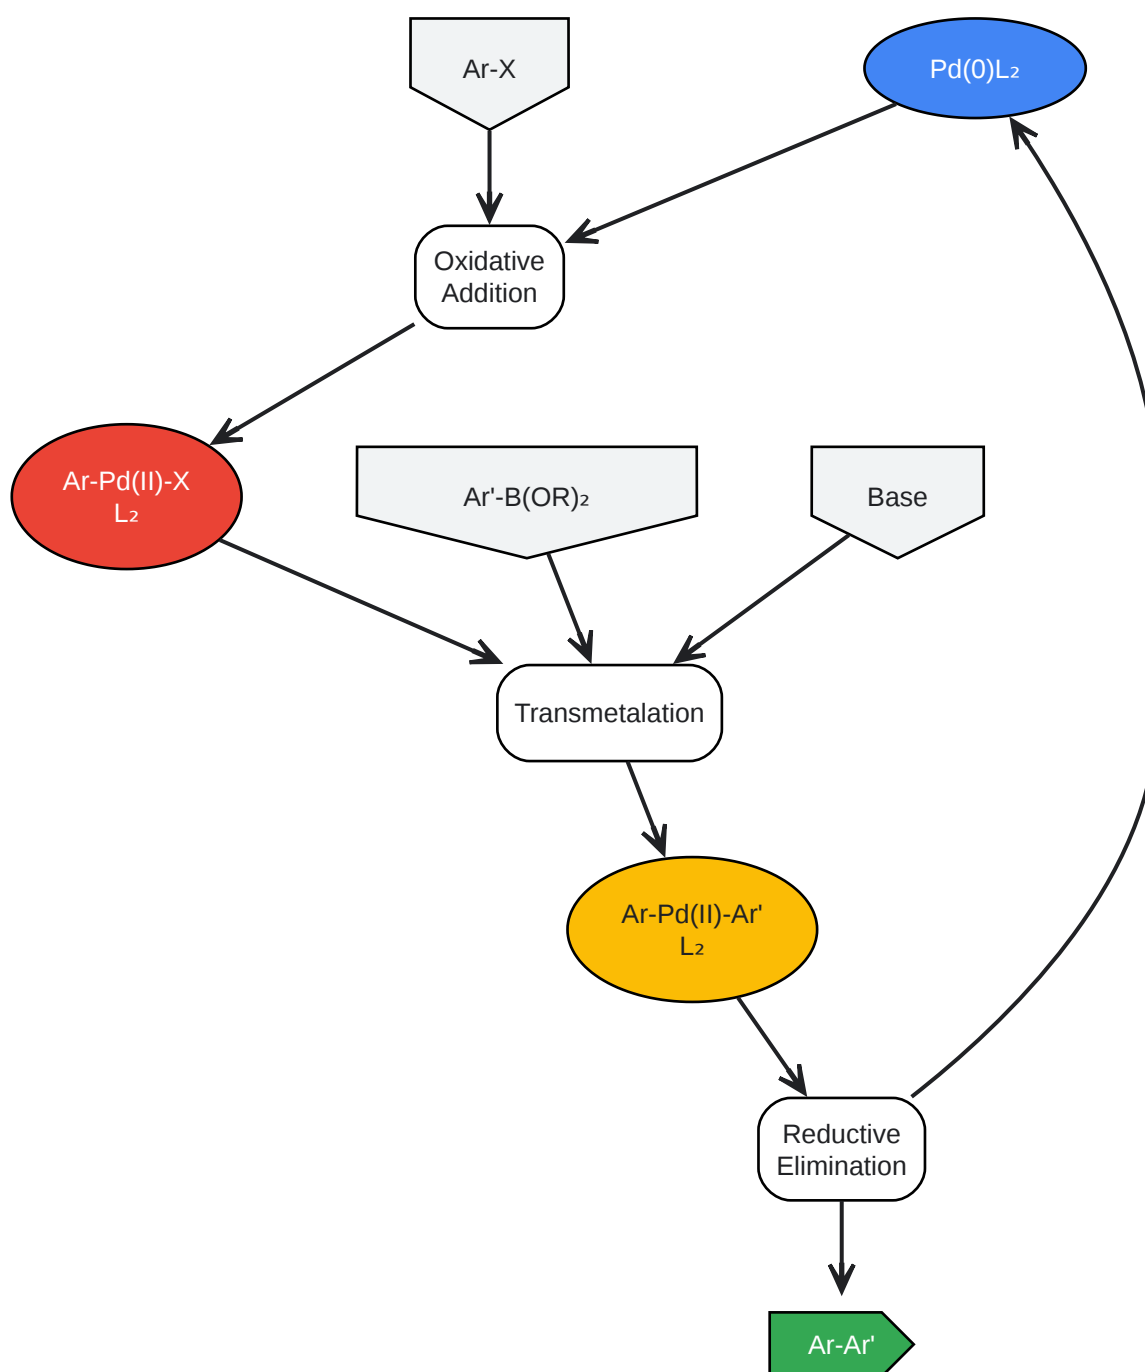 Ar-X
Pd(0)L₂
Oxidative
Addition
Ar-Pd(II)-X
L₂
Ar'-B(OR)₂
Base
Transmetalation
Ar-Pd(II)-Ar'
L₂
Reductive
Elimination
Ar-Ar'